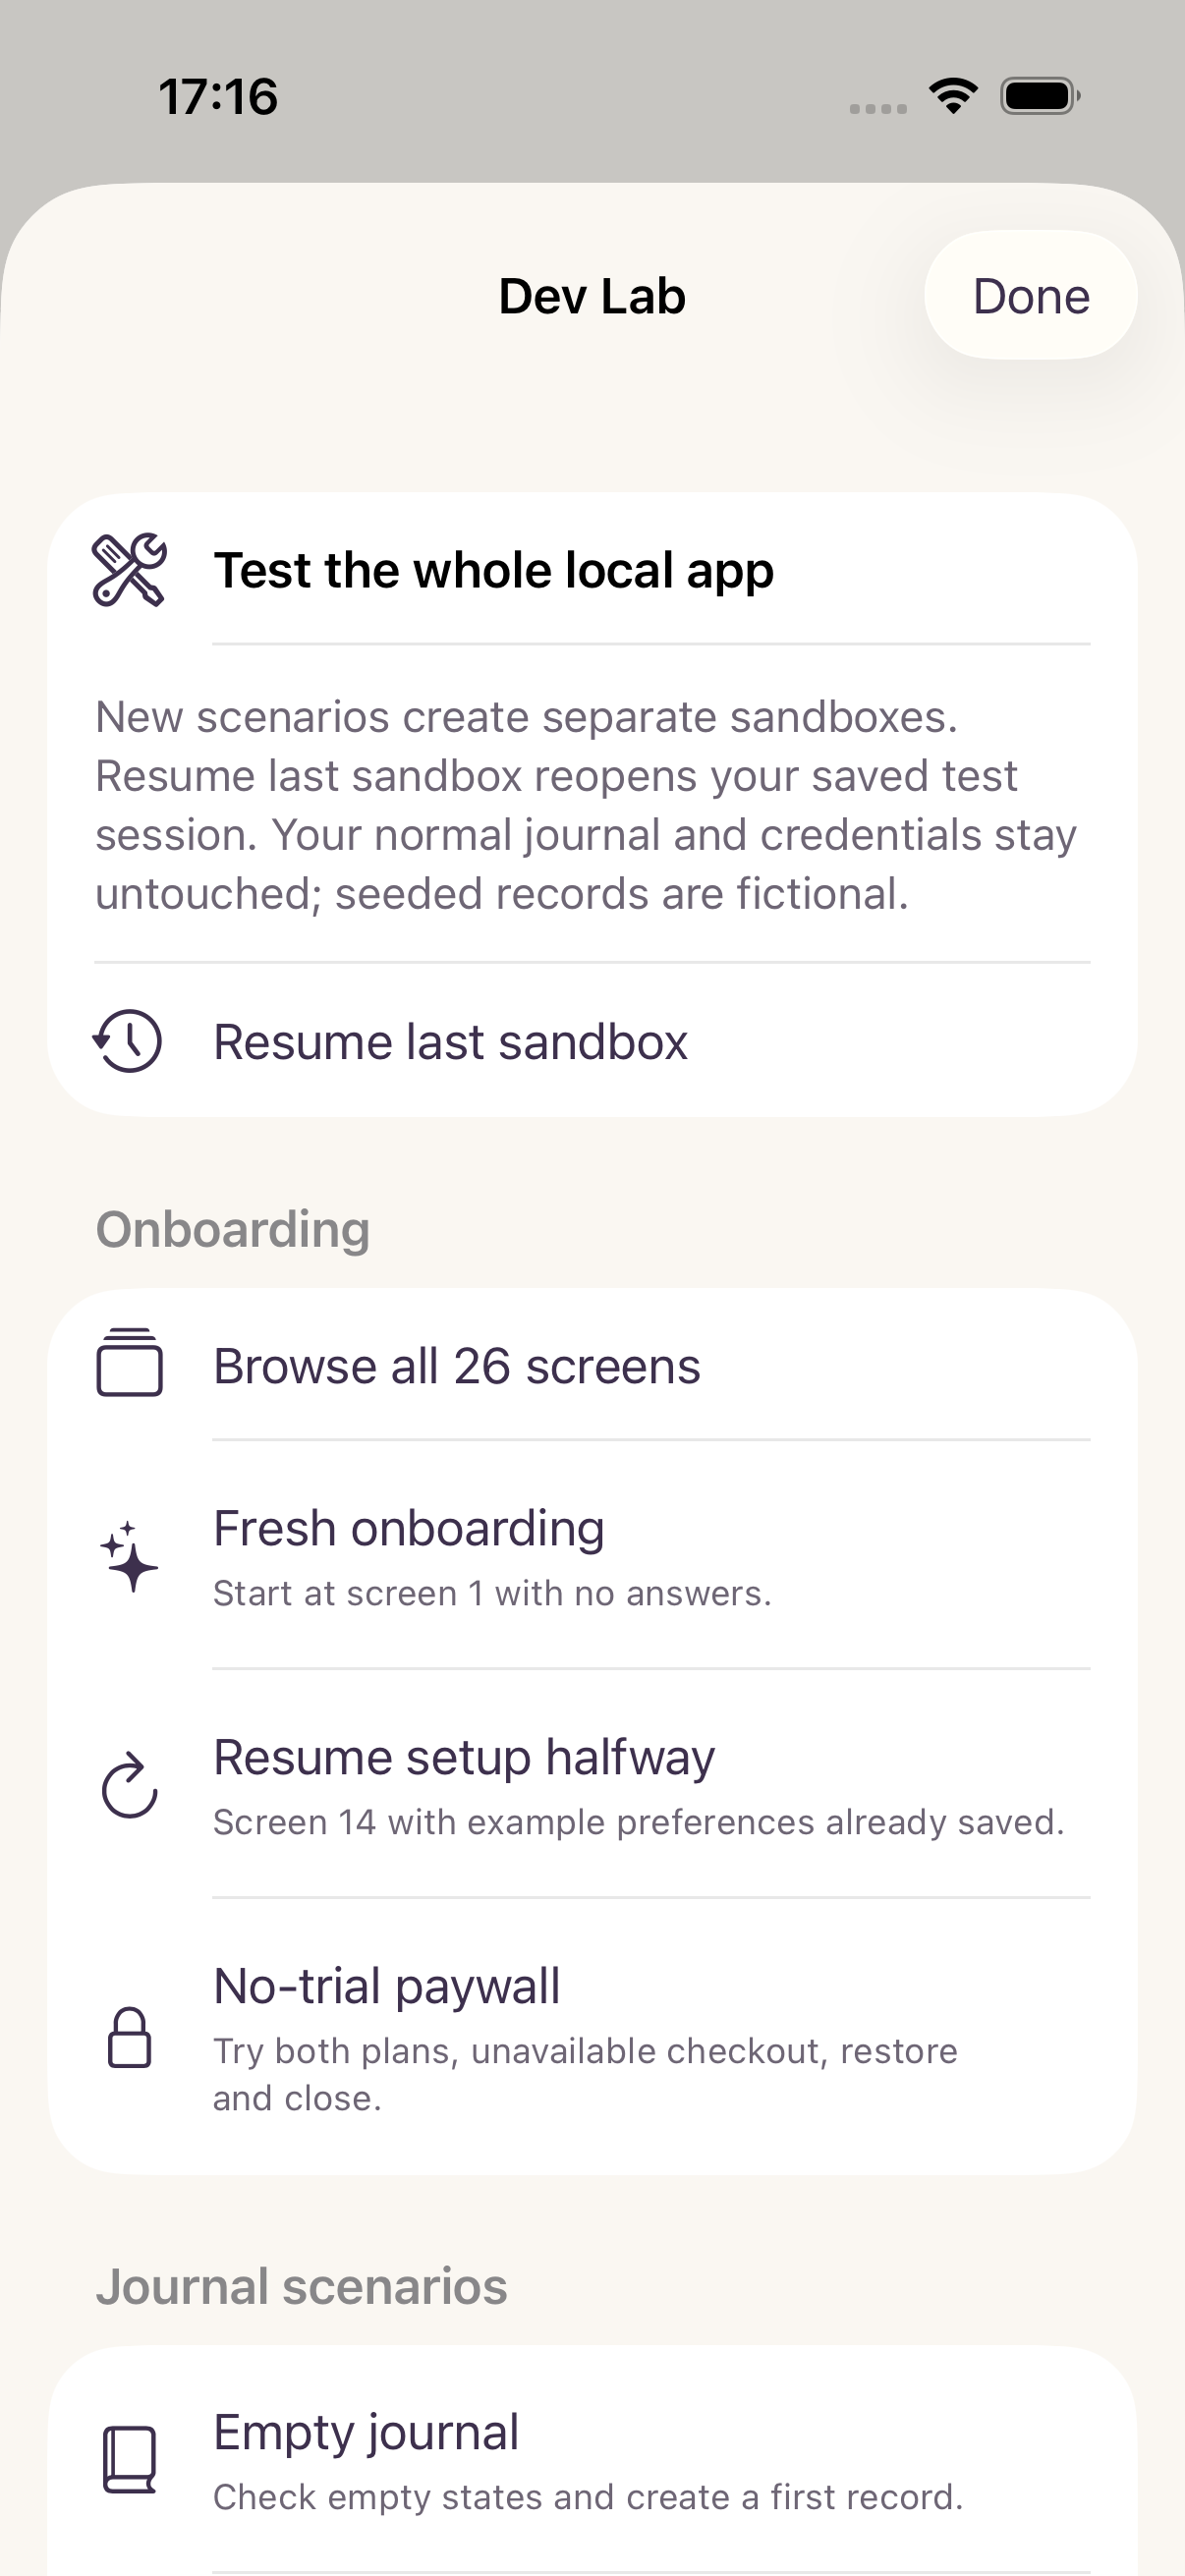 17:16
Dev Lab
Done
Test the whole local app
New scenarios create separate sandboxes.
Resume last sandbox reopens your saved test
session. Your normal journal and credentials stay
untouched; seeded records are fictional.
Resume last sandbox
Onboarding
Browse all 26 screens
Fresh onboarding
Start at screen 1 with no answers.
Resume setup halfway
Screen 14 with example preferences already saved.
No-trial paywall
Try both plans, unavailable checkout, restore
and close.
Journal scenarios
Empty journal
Check empty states and create a first record.